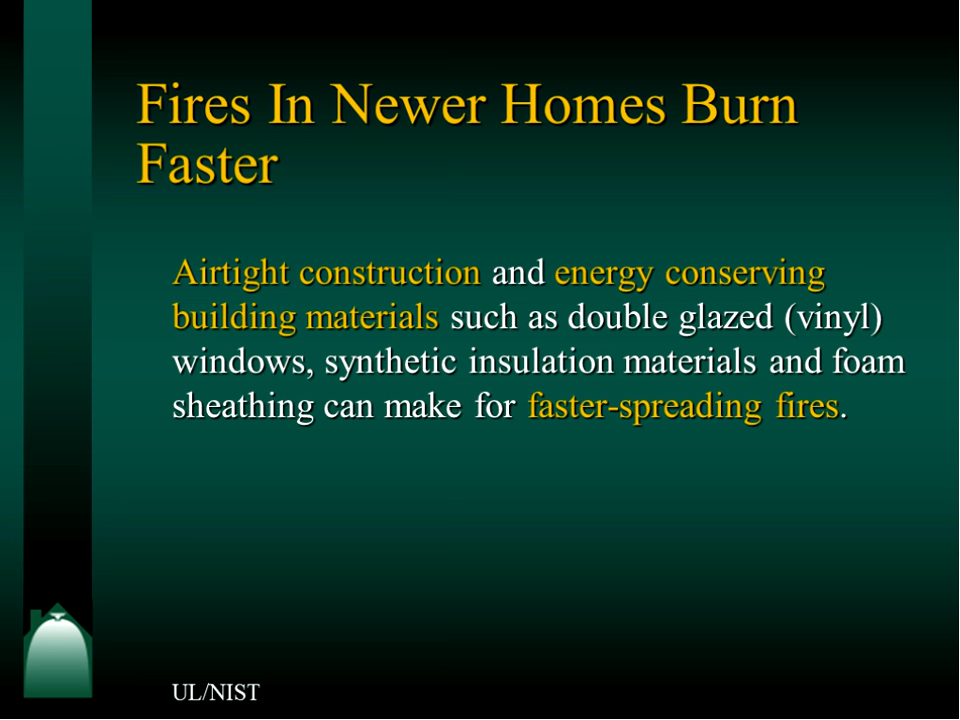 Fires In Newer Homes Burn
Faster
Airtight construction and energy conserving
building materials such as double glazed (vinyl)
windows, synthetic insulation materials and foam
sheathing can make for faster-spreading fires.
UL/NIST